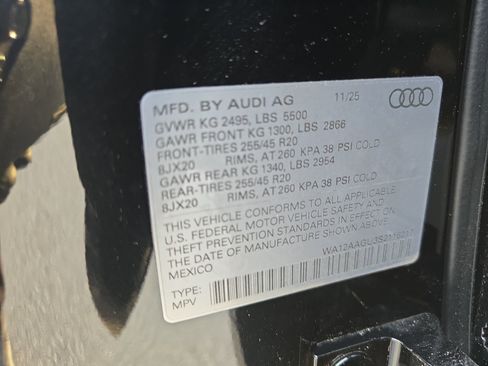 MFD. BY AUDI AG 11/25
GVWR KG 2495, LBS 5500
GAWR FRONT KG 1300, LBS 2866
FRONT-TIRES 255/45 R20
8JX20 RIMS, AT 260 KPA 38 PSI COLD
GAWR REAR KG 1340, LBS 2954
REAR-TIRES 255/45 R20
8JX20 RIMS, AT 260 KPA 38 PSI COLD
THIS VEHICLE CONFORMS TO ALL APPLICABLE
U.S. FEDERAL MOTOR VEHICLE SAFETY AND
THEFT PREVENTION STANDARDS IN EFFECT ON
THE DATE OF MANUFACTURE SHOWN ABOVE.
MEXICO
TYPE:
MPV